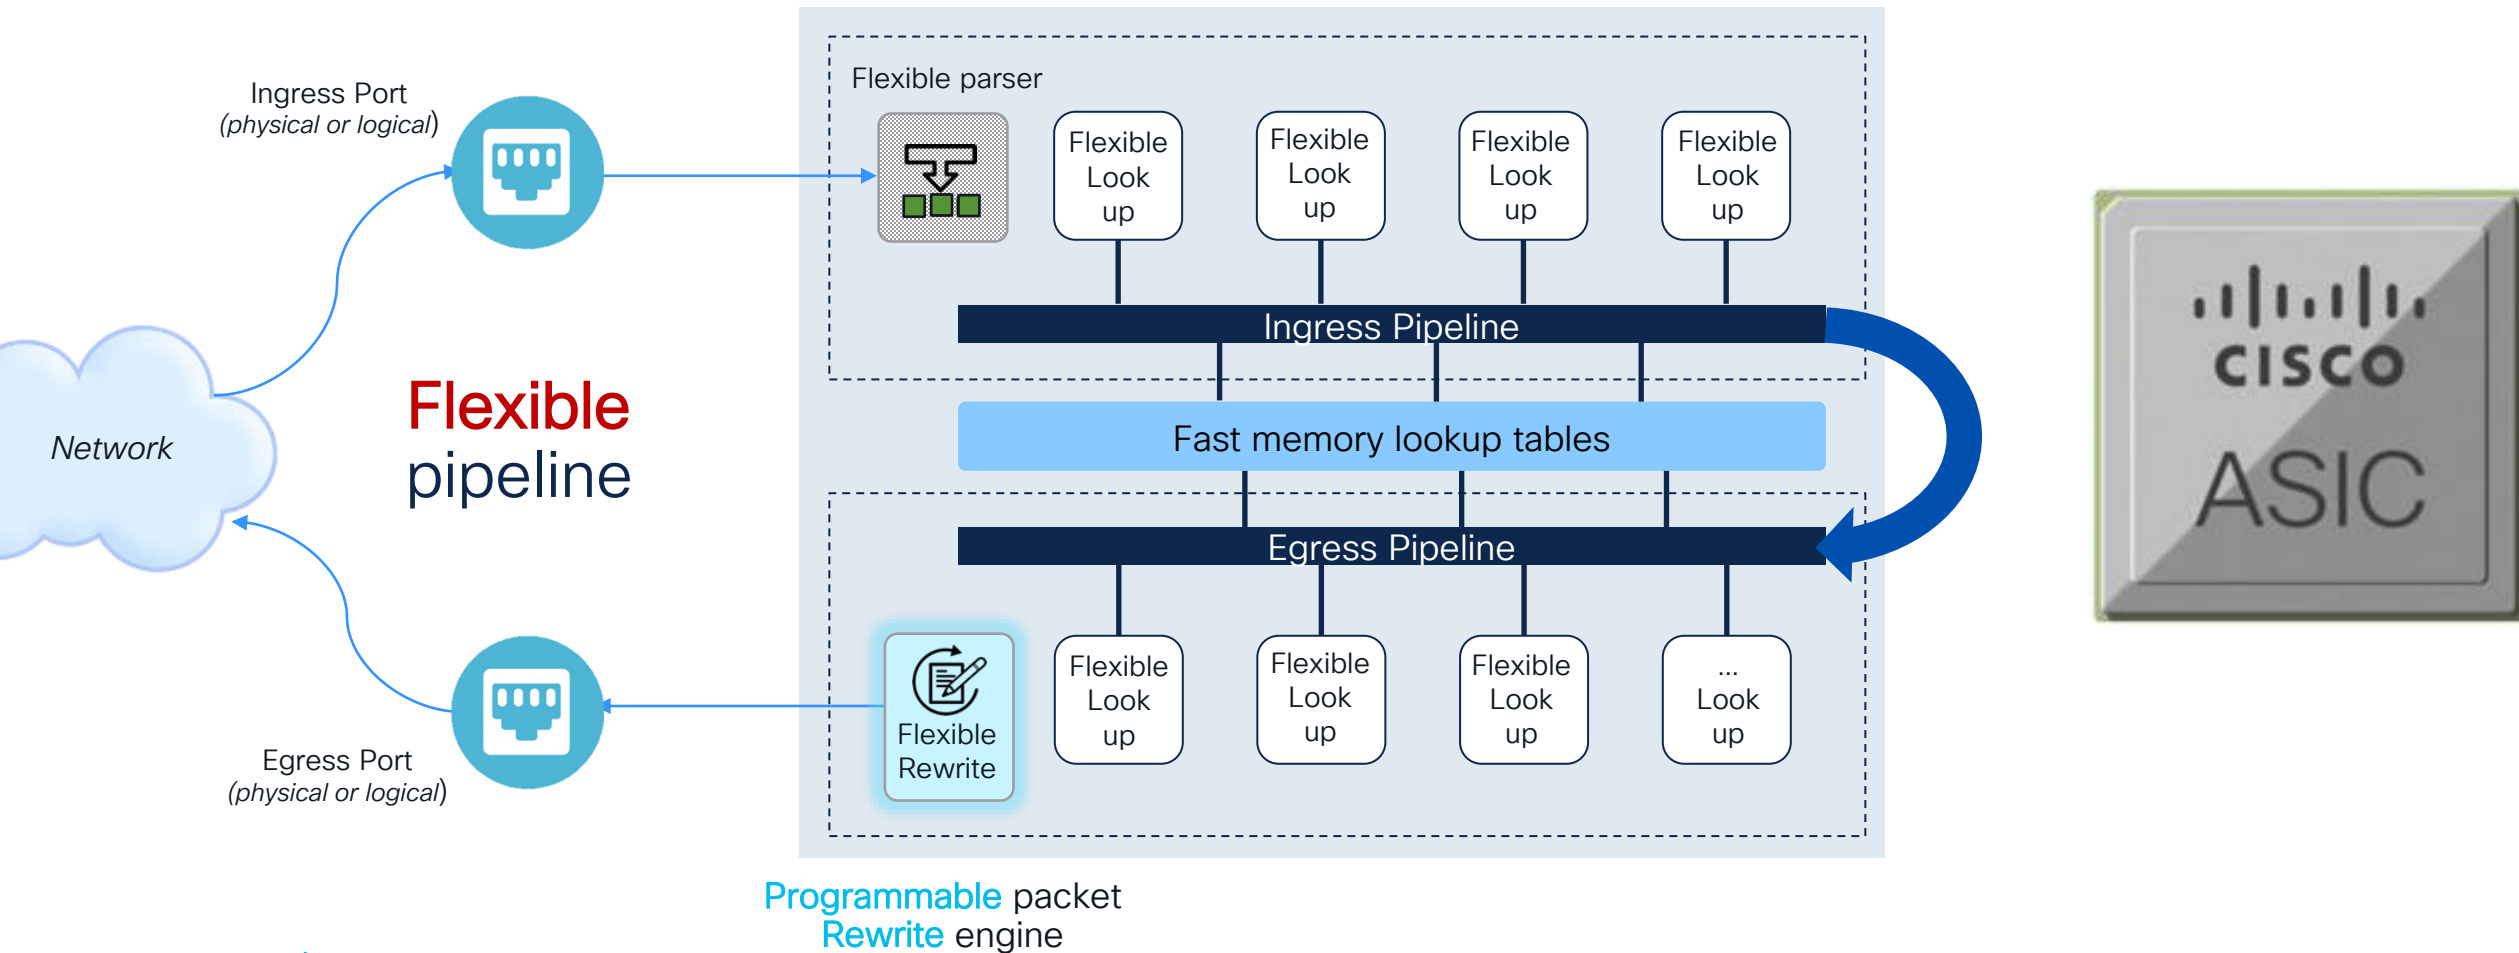 Flexible parser
Ingress Port
(physical or logical)
Flexible
Look
up
Flexible
Look
up
Flexible
Look
up
Flexible
Look
up
Ingress Pipeline
Network
Flexible
pipeline
Fast memory lookup tables
CISCO
ASIC
Egress Pipeline
Egress Port
(physical or logical)
Flexible
Rewrite
Flexible
Look
up
Flexible
Look
up
Flexible
Look
up
...
Look
up
Programmable packet
Rewrite engine